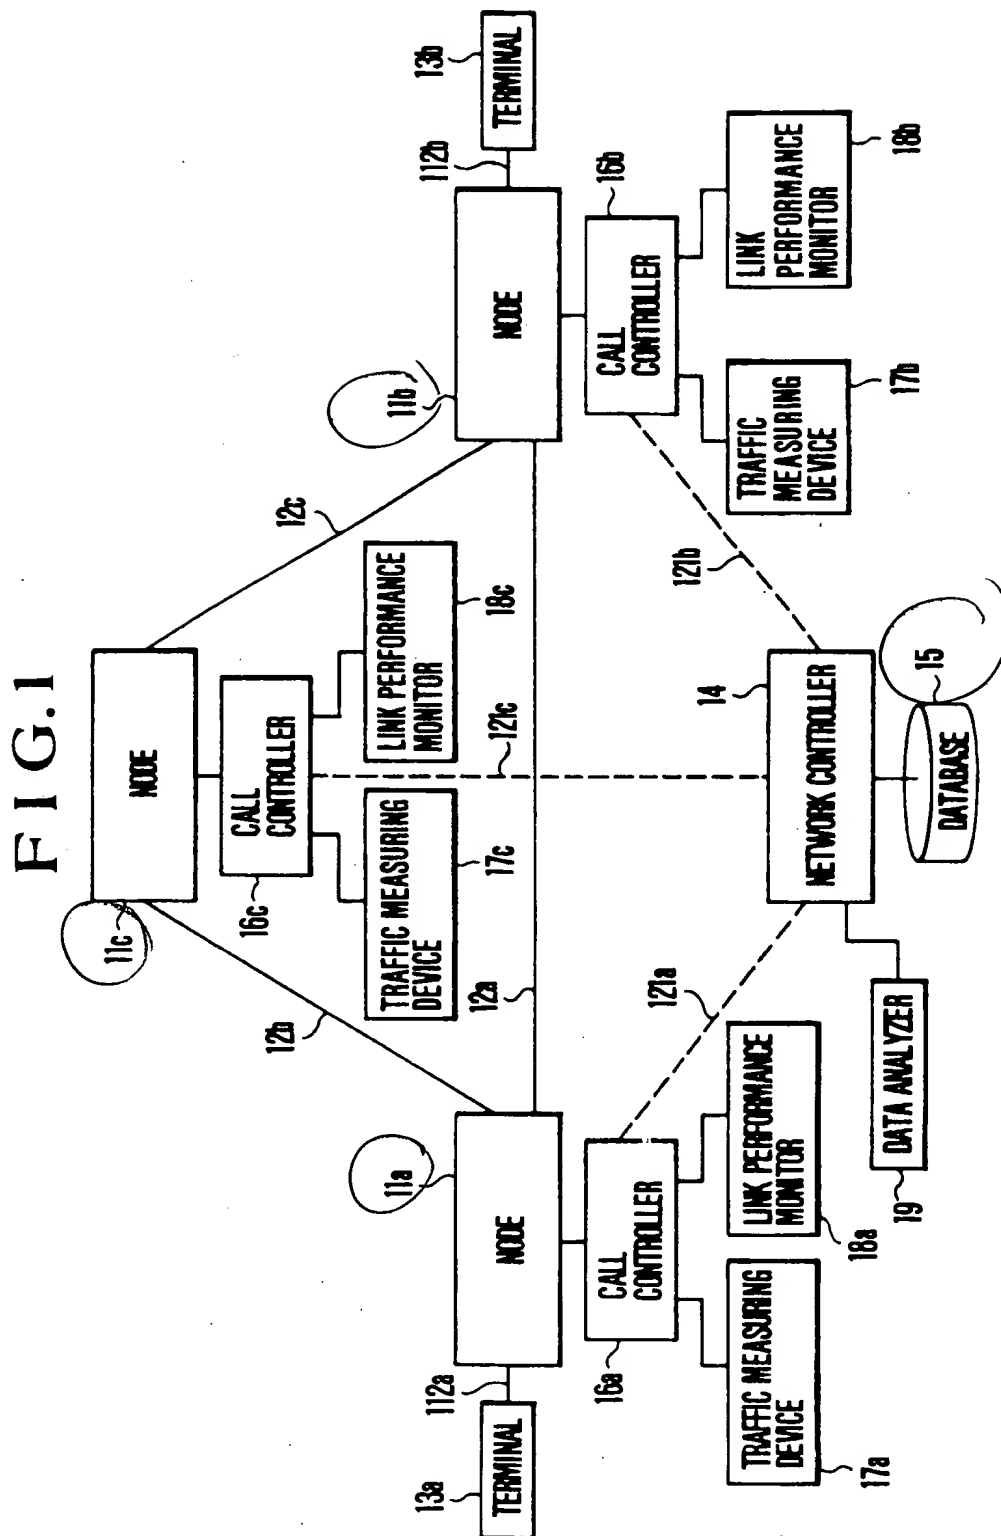 FIG.1
NODE
11c
CALL
CONTROLLER
16c
TRAFFIC MEASURING
DEVICE
17c
LINK PERFORMANCE
MONITOR
18c
12b
12c
12a
121c
13a
TERMINAL
112a
NODE
11a
CALL
CONTROLLER
16a
TRAFFIC MEASURING
DEVICE
17a
LINK PERFORMANCE
MONITOR
18a
121a
NODE
11b
112b
TERMINAL
13b
CALL
CONTROLLER
16b
TRAFFIC
MEASURING
DEVICE
17b
LINK
PERFORMANCE
MONITOR
18b
121b
NETWORK CONTROLLER
14
DATABASE
15
DATA ANALYZER
19